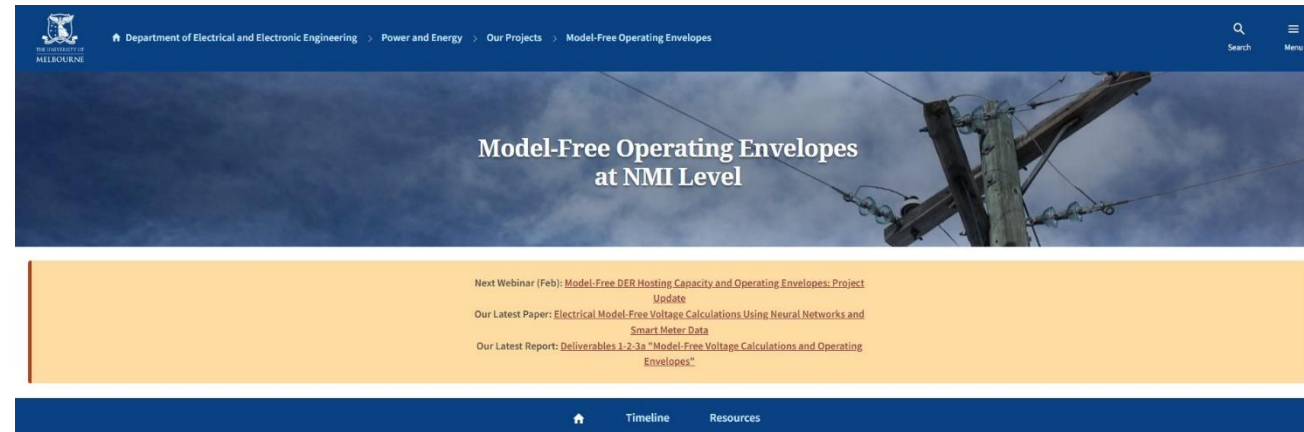 THE UNIVERSITY OF
MELBOURNE
Department of Electrical and Electronic Engineering > Power and Energy > Our Projects > Model-Free Operating Envelopes
Search
Menu
Model-Free Operating Envelopes
at NMI Level
Next Webinar (Feb): Model-Free DER Hosting Capacity and Operating Envelopes: Project
Update
Our Latest Paper: Electrical Model-Free Voltage Calculations Using Neural Networks and
Smart Meter Data
Our Latest Report: Deliverables 1-2-3a "Model-Free Voltage Calculations and Operating
Envelopes"
Timeline
Resources